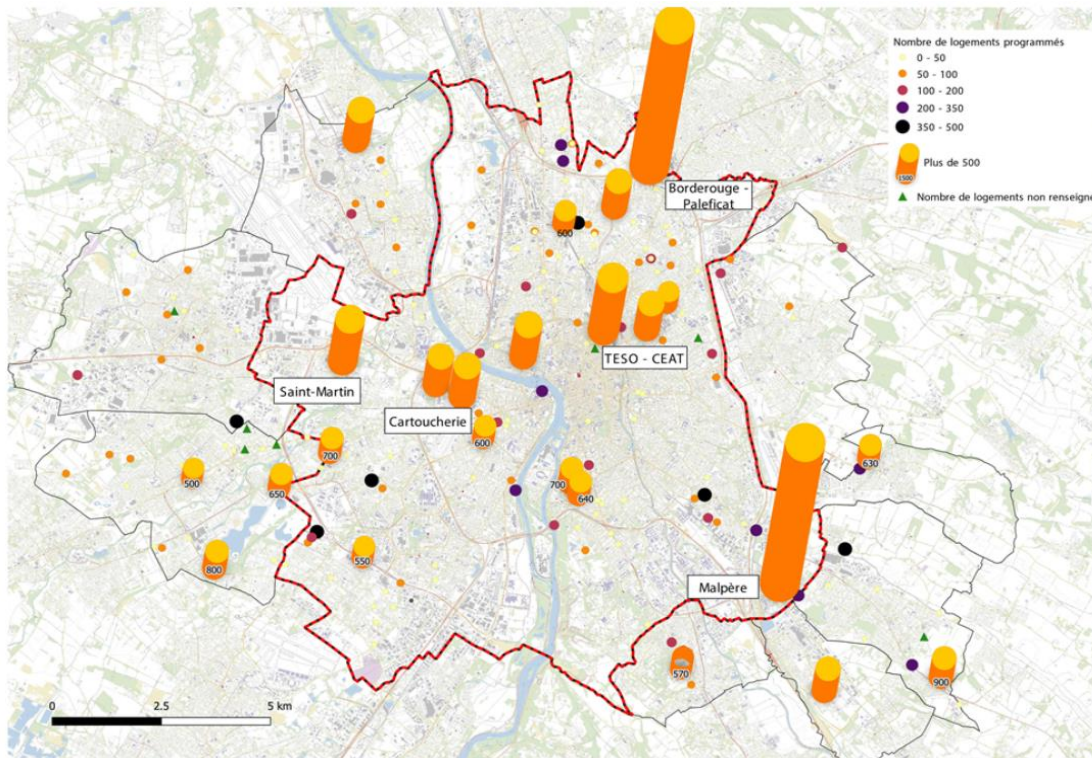 Nombre de logements programmés
0 - 50
50 - 100
100 - 200
200 - 350
350 - 500
Plus de 500
1500
Nombre de logements non renseigné
Borderouge -
Paleficat
600
TESO - CEAT
Saint-Martin
Cartoucherie
600
700
500
650
700
640
630
550
800
Malpère
570
900
0
2.5
5 km